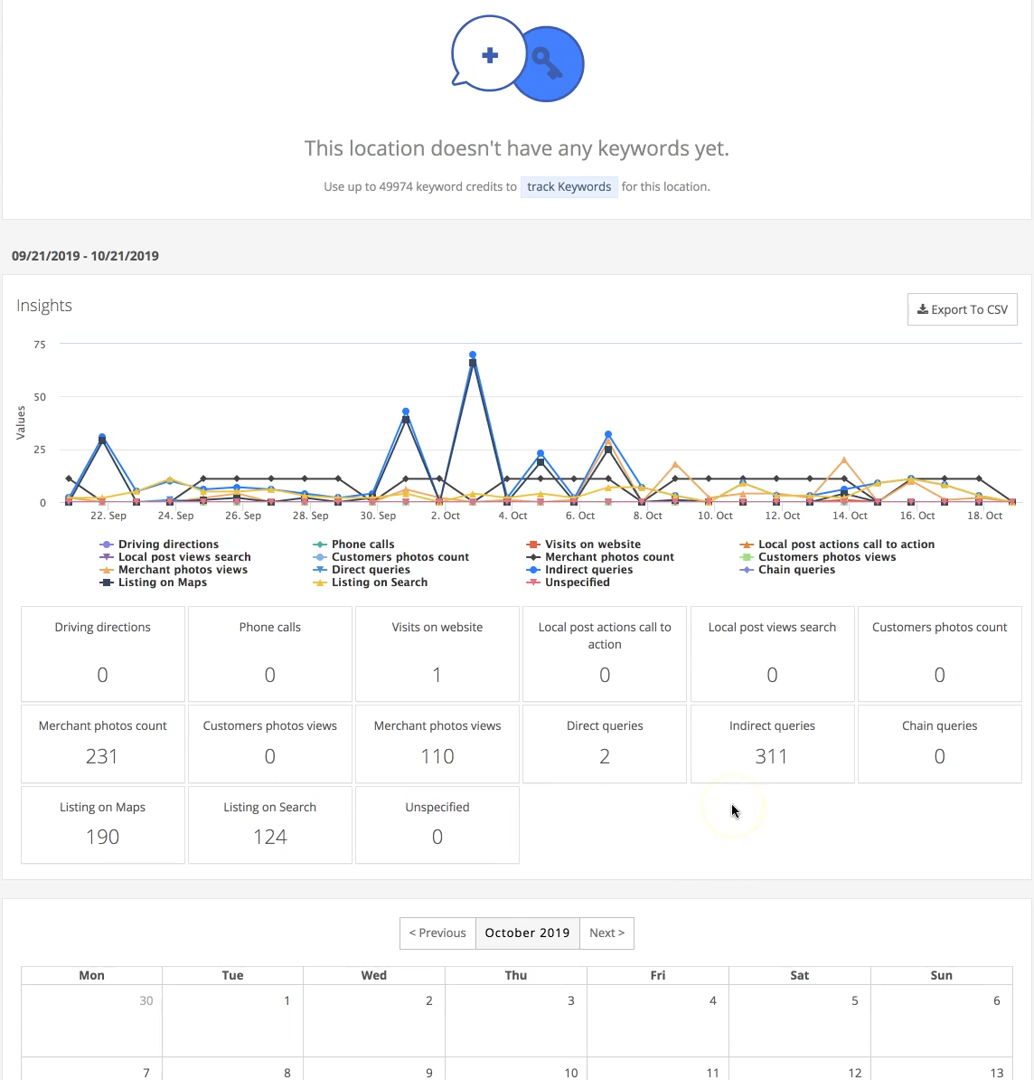 This location doesn't have any keywords yet.
Use up to 49974 keyword credits to track Keywords for this location.
09/21/2019 - 10/21/2019
Insights
Export To CSV
75
50
25
0
Values
22. Sep 24. Sep 26. Sep 28. Sep 30. Sep 2. Oct 4. Oct 6. Oct 8. Oct 10. Oct 12. Oct 14. Oct 16. Oct 18. Oct
Driving directions Phone calls Visits on website Local post actions call to action
Local post views search Customers photos count Merchant photos count Customers photos views
Merchant photos views Direct queries Indirect queries Chain queries
Listing on Maps Listing on Search Unspecified
Driving directions Phone calls Visits on website Local post actions call to Local post views search Customers photos count
action
0 0 1 0 0 0
Merchant photos count Customers photos views Merchant photos views Direct queries Indirect queries Chain queries
231 0 110 2 311 0
Listing on Maps Listing on Search Unspecified
190 124 0
< Previous October 2019 Next >
Mon Tue Wed Thu Fri Sat Sun
30 1 2 3 4 5 6
7 8 9 10 11 12 13